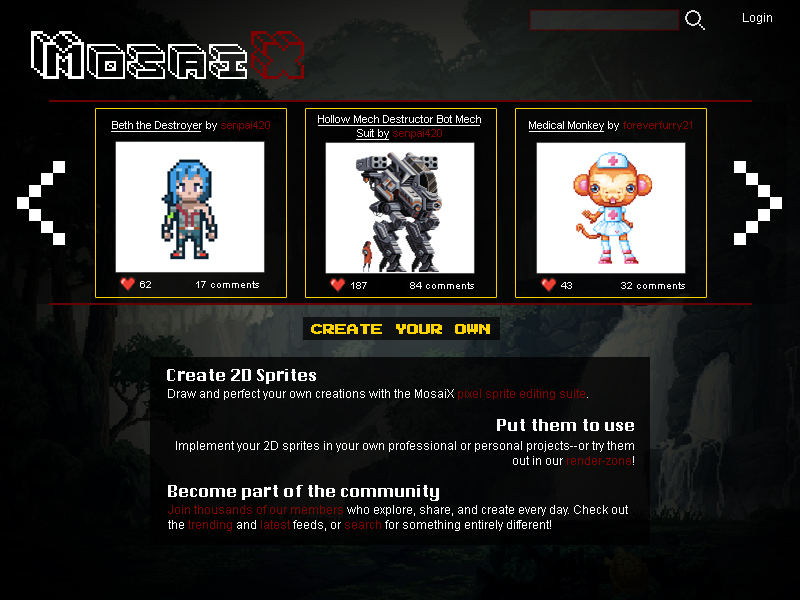 Login
MosaiX
Beth the Destroyer by senpai420
62
17 comments
Hollow Mech Destructor Bot Mech
Suit by senpai420
187
84 comments
Medical Monkey by foreverfurry21
43
32 comments
CREATE YOUR OWN
Create 2D Sprites
Draw and perfect your own creations with the MosaiX pixel sprite editing suite.
Put them to use
Implement your 2D sprites in your own professional or personal projects--or try them
out in our render-zone!
Become part of the community
Join thousands of our members who explore, share, and create every day. Check out
the trending and latest feeds, or search for something entirely different!